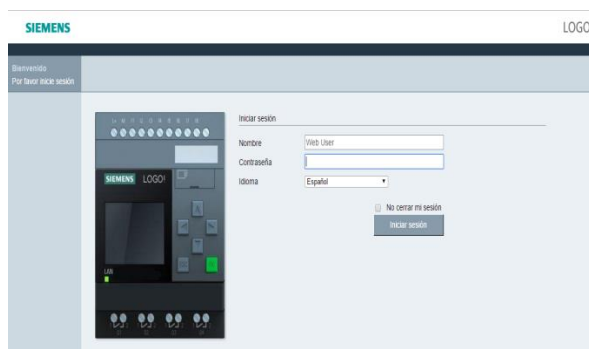 SIEMENS
LOGO
Bienvenido
Por favor inicie sesión
Iniciar sesión
Nombre
Web User
Contraseña
Idioma
Español
No cerrar mi sesión
Iniciar sesión
SIEMENS LOGO!
LAN